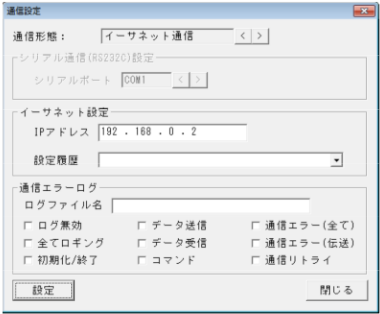 通信設定
通信形態： イーサネット通信 < >
シリアル通信(RS232C)設定
シリアルポート COM1 < >
イーサネット設定
IPアドレス 192 . 168 . 0 . 2
設定履歴
通信エラーログ
ログファイル名
ログ無効 データ送信 通信エラー(全て)
全てロギング データ受信 通信エラー(伝送)
初期化/終了 コマンド 通信リトライ
設定 閉じる